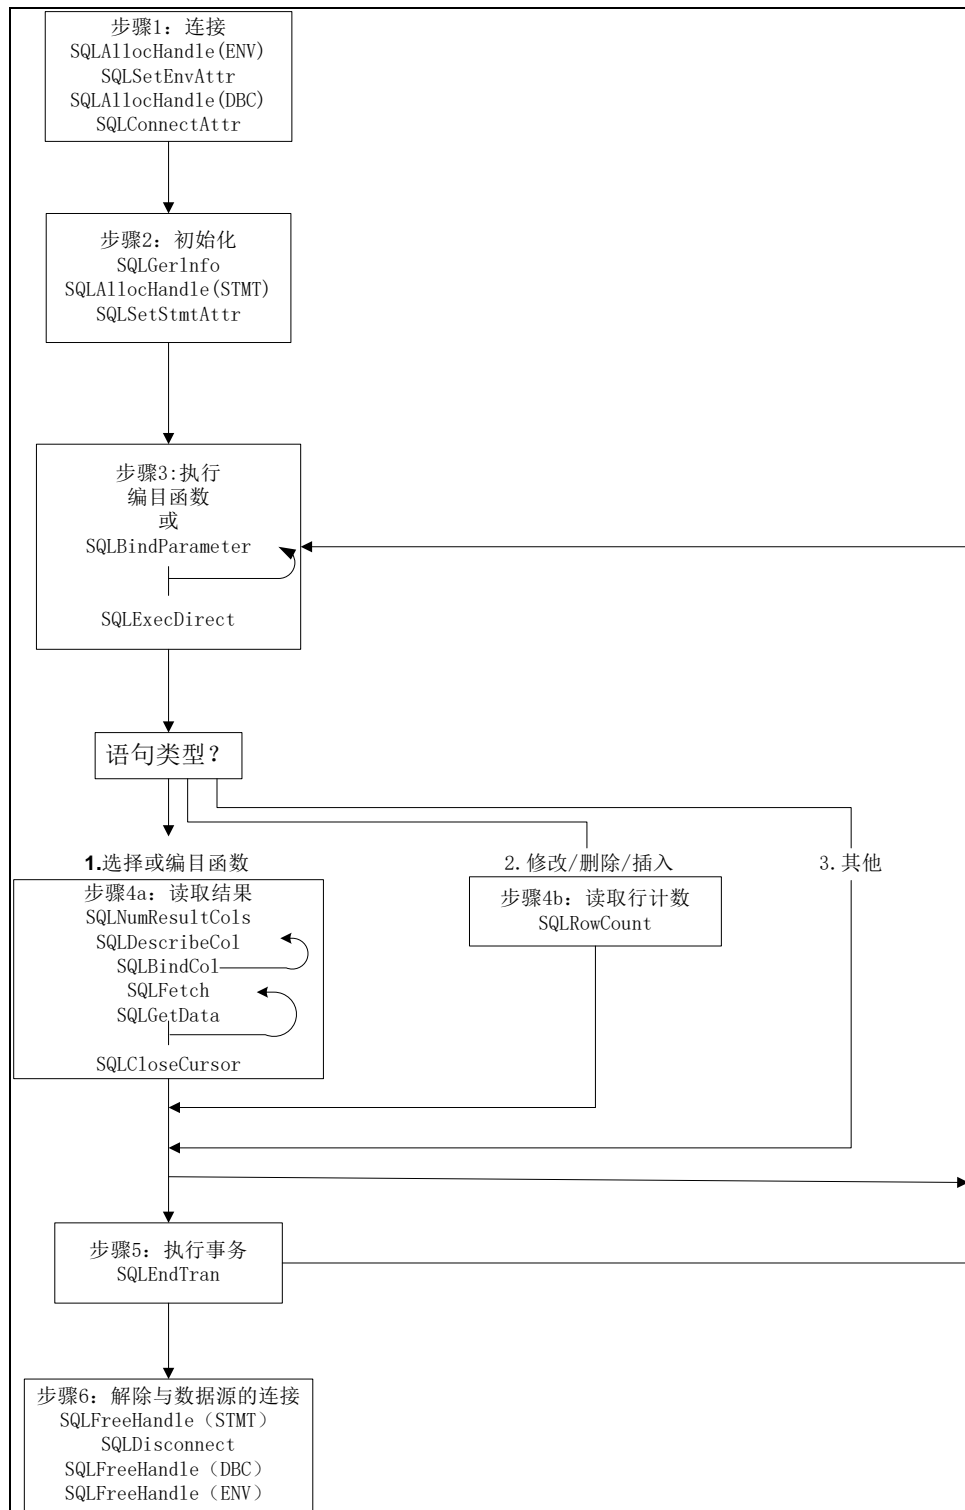 步骤1：连接
SQLAllocHandle(ENV)
SQLSetEnvAttr
SQLAllocHandle(DBC)
SQLConnectAttr
步骤2：初始化
SQLGerlnfo
SQLAllocHandle(STMT)
SQLSetStmtAttr
步骤3:执行
编目函数
或
SQLBindParameter
SQLExecDirect
语句类型？
1.选择或编目函数
2.修改/删除/插入
3.其他
步骤4a：读取结果
SQLNumResultCols
SQLDescribeCol
SQLBindCol
SQLFetch
SQLGetData
SQLCloseCursor
步骤4b：读取行计数
SQLRowCount
步骤5：执行事务
SQLEndTran
步骤6：解除与数据源的连接
SQLFreeHandle（STMT）
SQLDisconnect
SQLFreeHandle（DBC）
SQLFreeHandle（ENV）